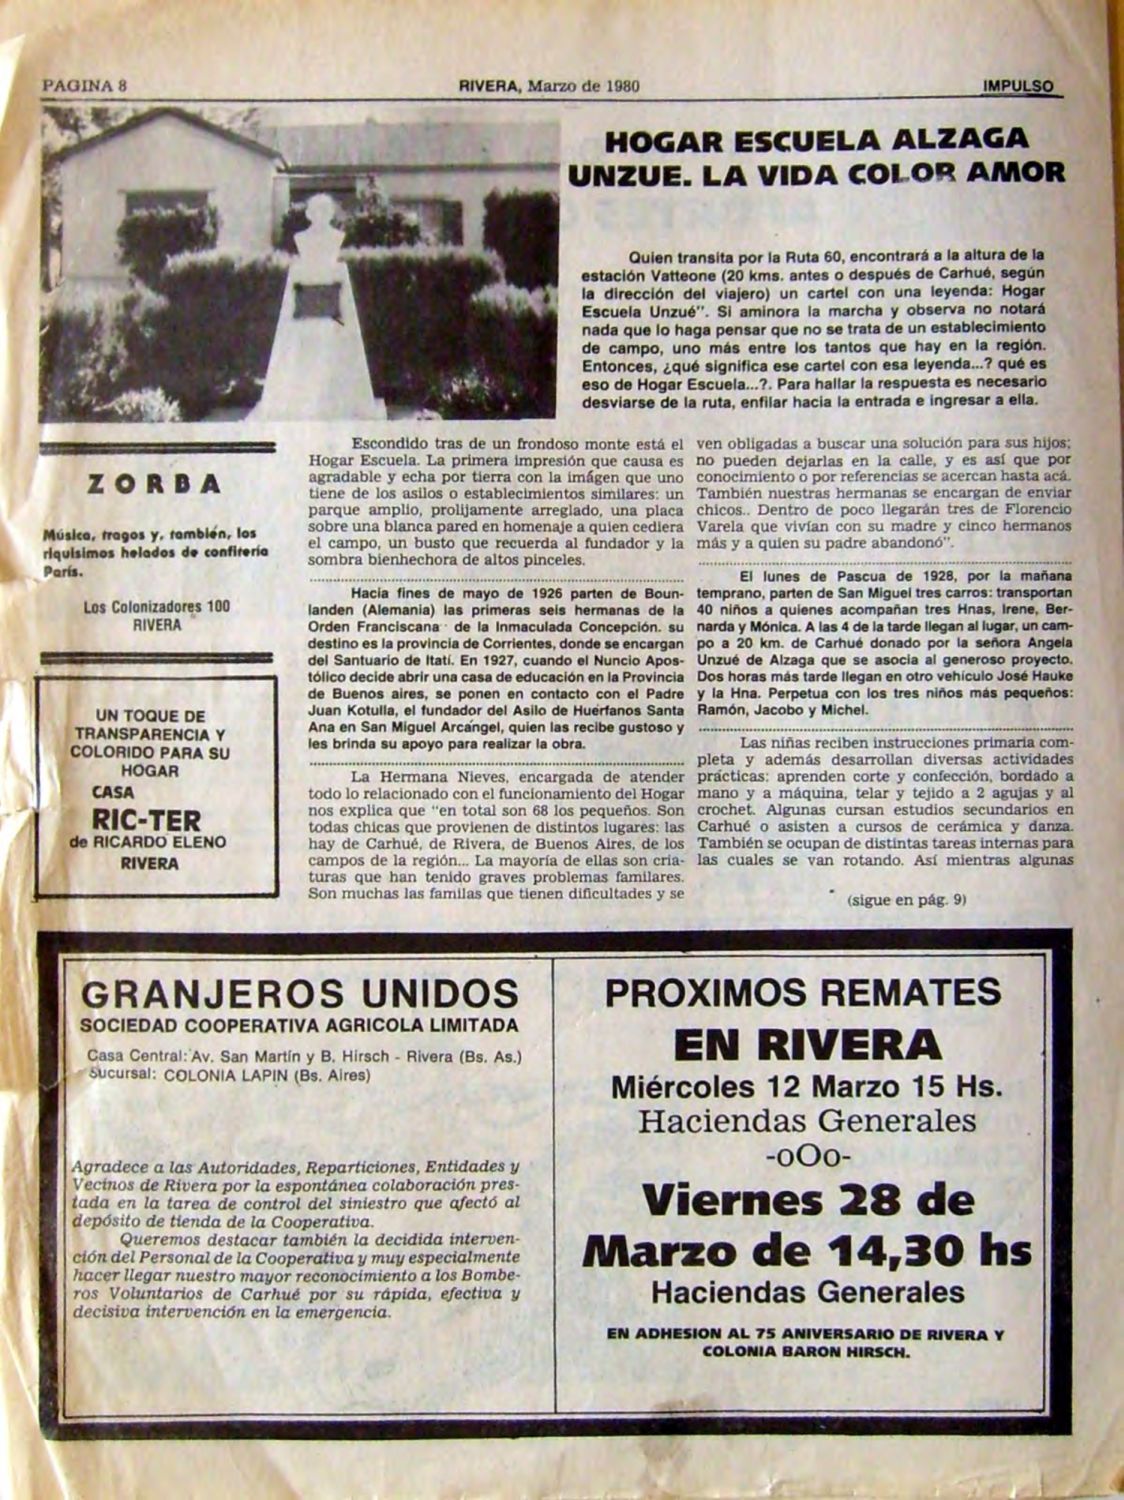 PAGINA 8
RIVERA, Marzo de 1980
IMPULSO
HOGAR ESCUELA ALZAGA
UNZUE. LA VIDA COLOR AMOR
Quien transita por la Ruta 60, encontrará a la altura de la
estación Vatteone (20 kms. antes o después de Carhué, según
la dirección del viajero) un cartel con una leyenda: Hogar
Escuela Unzué". Si aminora la marcha y observa no notará
nada que lo haga pensar que no se trata de un establecimiento
de campo, uno más entre los tantos que hay en la región.
Entonces, ¿qué significa ese cartel con esa leyenda...? qué es
eso de Hogar Escuela...?. Para hallar la respuesta es necesario
desviarse de la ruta, enfilar hacia la entrada e ingresar a ella.
ZORBA
Música, tragos y, también, los
riquísimos helados de confitería
París.
Los Colonizadores 100
RIVERA
UN TOQUE DE
TRANSPARENCIA Y
COLORIDO PARA SU
HOGAR
CASA
RIC-TER
de RICARDO ELENO
RIVERA
Escondido tras de un frondoso monte está el
Hogar Escuela. La primera impresión que causa es
agradable y echa por tierra con la imágen que uno
tiene de los asilos o establecimientos similares: un
parque amplio, prolijamente arreglado, una placa
sobre una blanca pared en homenaje a quien cediera
el campo, un busto que recuerda al fundador y la
sombra bienhechora de altos pinceles.
Hacia fines de mayo de 1926 parten de Boun-
landen (Alemania) las primeras seis hermanas de la
Orden Franciscana de la Inmaculada Concepción. su
destino es la provincia de Corrientes, donde se encargan
del Santuario de Itatí. En 1927, cuando el Nuncio Apos-
tólico decide abrir una casa de educación en la Provincia
de Buenos aires, se ponen en contacto con el Padre
Juan Kotulla, el fundador del Asilo de Huérfanos Santa
Ana en San Miguel Arcángel, quien las recibe gustoso y
les brinda su apoyo para realizar la obra.
La Hermana Nieves, encargada de atender
todo lo relacionado con el funcionamiento del Hogar
nos explica que "en total son 68 los pequeños. Son
todas chicas que provienen de distintos lugares: las
hay de Carhué, de Rivera, de Buenos Aires, de los
campos de la región... La mayoría de ellas son cria-
turas que han tenido graves problemas familares.
Son muchas las familas que tienen dificultades y se
ven obligadas a buscar una solución para sus hijos;
no pueden dejarlas en la calle, y es así que por
conocimiento o por referencias se acercan hasta acá.
También nuestras hermanas se encargan de enviar
chicos.. Dentro de poco llegarán tres de Florencio
Varela que vivían con su madre y cinco hermanos
más y a quien su padre abandonó".
El lunes de Pascua de 1928, por la mañana
temprano, parten de San Miguel tres carros: transportan
40 niños a quienes acompañan tres Hnas, Irene, Ber-
narda y Mónica. A las 4 de la tarde llegan al lugar, un cam-
po a 20 km. de Carhué donado por la señora Angela
Unzué de Alzaga que se asocia al generoso proyecto.
Dos horas más tarde llegan en otro vehículo José Hauke
y la Hna. Perpetua con los tres niños más pequeños:
Ramón, Jacobo y Michel.
Las niñas reciben instrucciones primaria com-
pleta y además desarrollan diversas actividades
prácticas: aprenden corte y confección, bordado a
mano y a máquina, telar y tejido a 2 agujas y al
crochet. Algunas cursan estudios secundarios en
Carhué o asisten a cursos de cerámica y danza.
También se ocupan de distintas tareas internas para
las cuales se van rotando. Así mientras algunas
(sigue en pág. 9)
GRANJEROS UNIDOS
SOCIEDAD COOPERATIVA AGRICOLA LIMITADA
Casa Central: Av. San Martín y B. Hirsch - Rivera (Bs. As.)
Sucursal: COLONIA LAPIN (Bs. Aires)
Agradece a las Autoridades, Reparticiones, Entidades y
Vecinos de Rivera por la espontánea colaboración pres-
tada en la tarea de control del siniestro que afectó al
depósito de tienda de la Cooperativa.
Queremos destacar también la decidida interven-
ción del Personal de la Cooperativa y muy especialmente
hacer llegar nuestro mayor reconocimiento a los Bombe-
ros Voluntarios de Carhué por su rápida, efectiva y
decisiva intervención en la emergencia.
PROXIMOS REMATES
EN RIVERA
Miércoles 12 Marzo 15 Hs.
Haciendas Generales
-oOo-
Viernes 28 de
Marzo de 14,30 hs
Haciendas Generales
EN ADHESION AL 75 ANIVERSARIO DE RIVERA Y
COLONIA BARON HIRSCH.